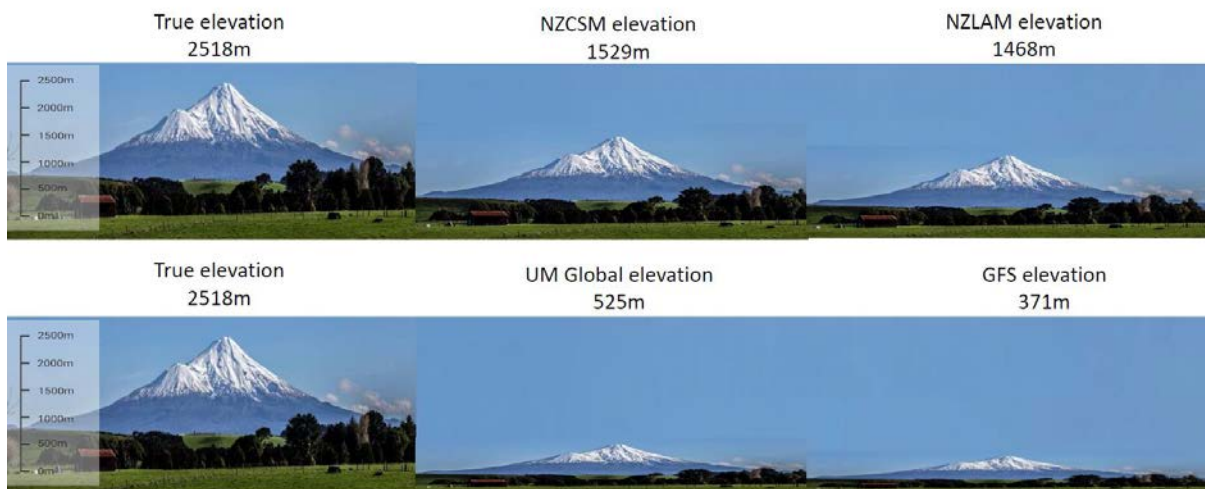 True elevation
2518m
NZCSM elevation
1529m
NZLAM elevation
1468m
2500m
2000m
1500m
1000m
500m
0m
True elevation
2518m
UM Global elevation
525m
GFS elevation
371m
2500m
2000m
1500m
1000m
500m
0m